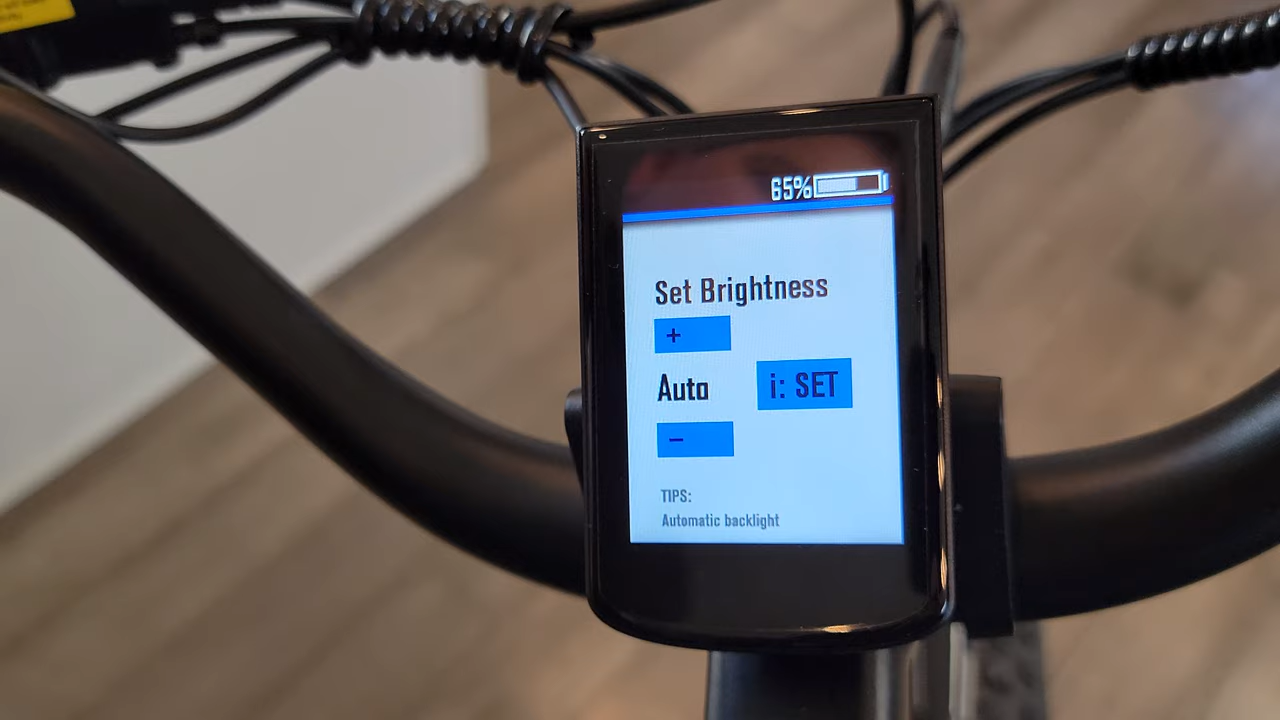 65%
Set Brightness
+
Auto
i: SET
−
TIPS:
Automatic backlight